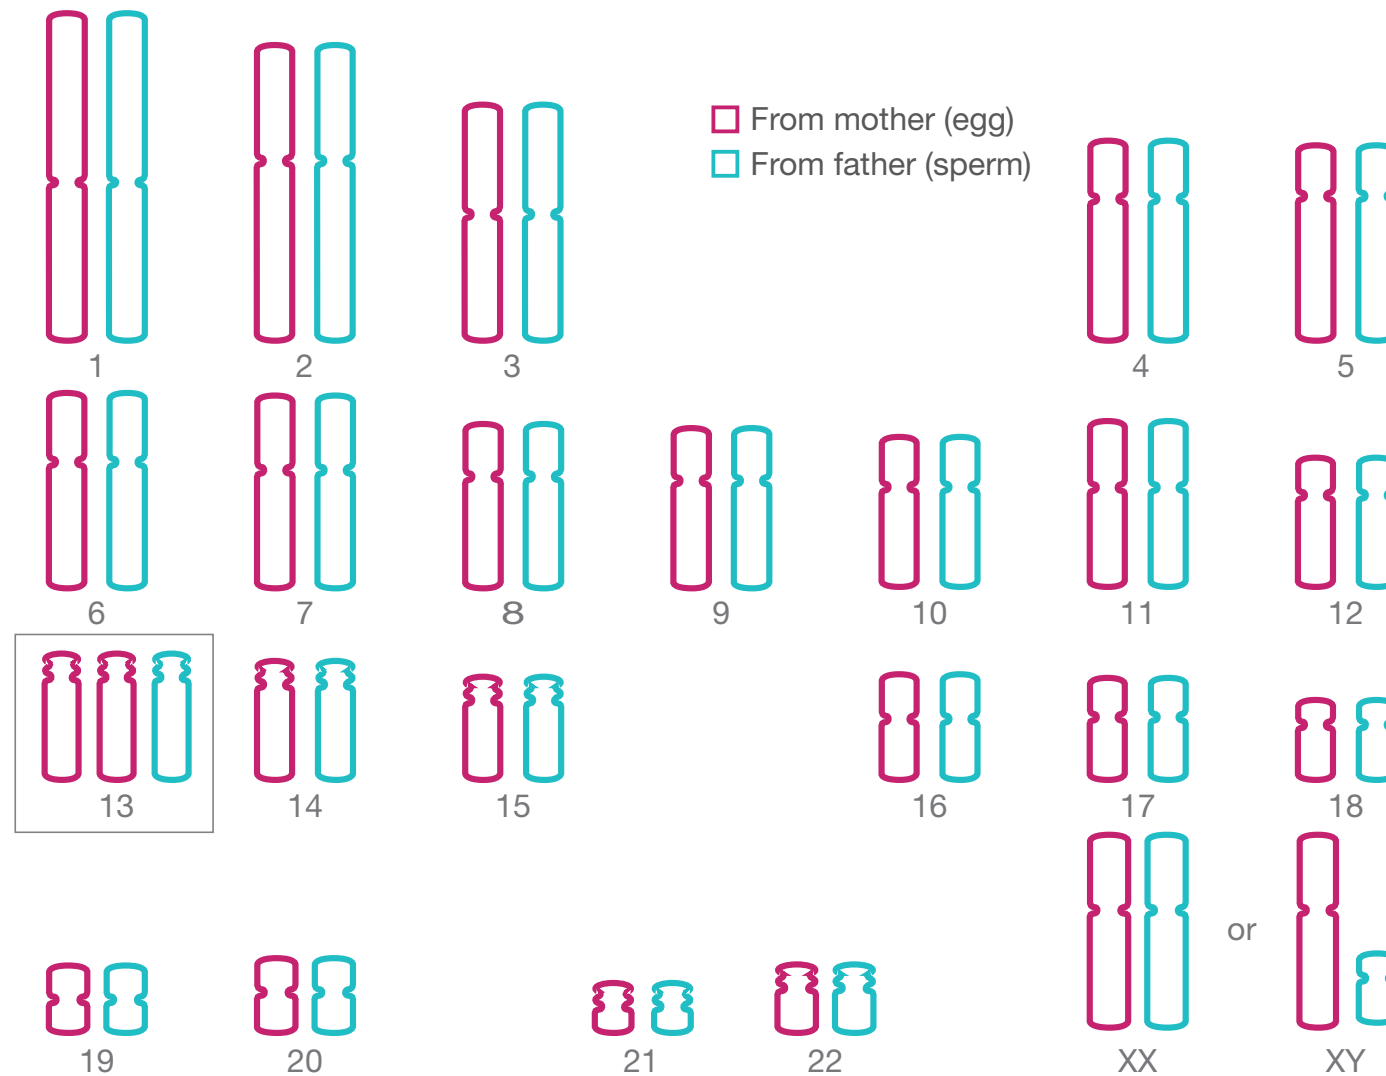 From mother (egg)
From father (sperm)
1 2 3 4 5
6 7 8 9 10 11 12
13 14 15 16 17 18
or
19 20 21 22 XX XY